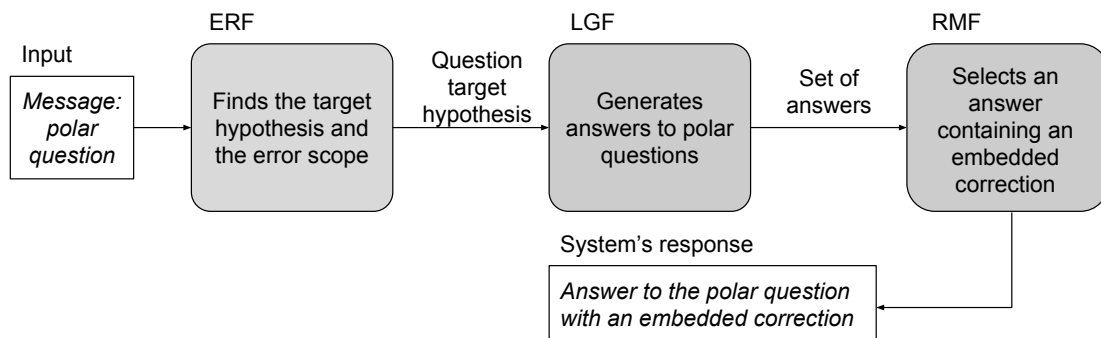 ERF
LGF
RMF
Input
Message:
polar
question
Finds the target
hypothesis and
the error scope
Question
target
hypothesis
Generates
answers to polar
questions
Set of
answers
Selects an
answer
containing an
embedded
correction
System’s response
Answer to the polar question
with an embedded correction